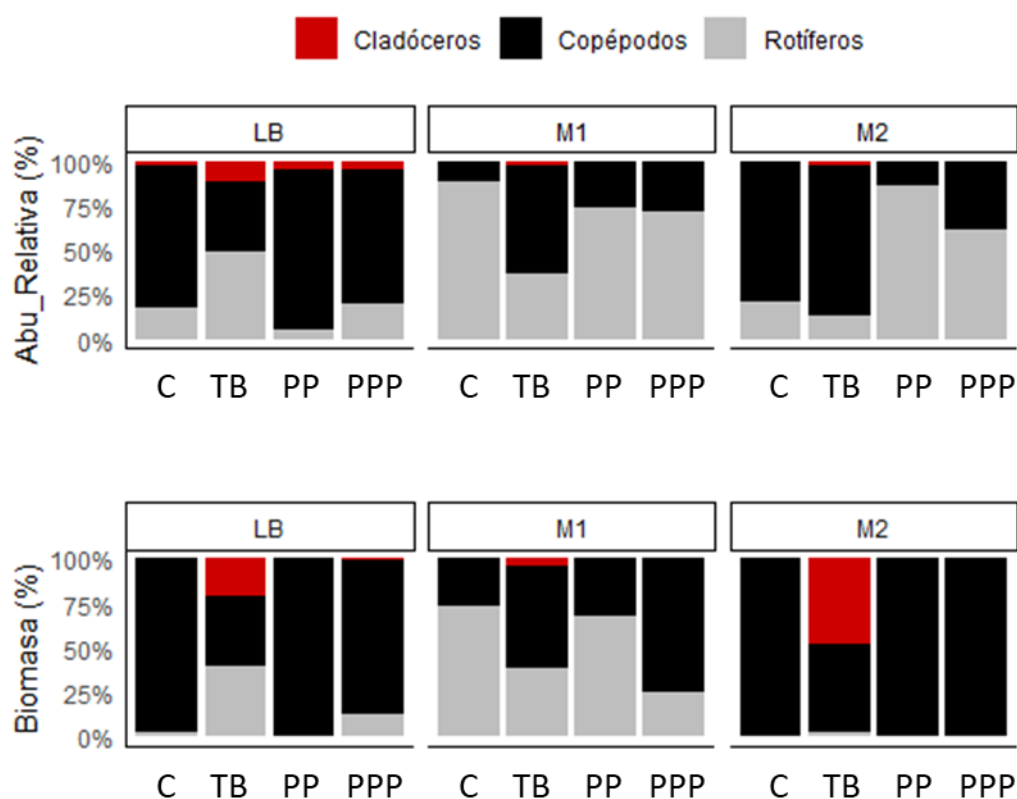 Cladóceros Copépodos Rotíferos
LB M1 M2
Abu_Relativa (%)
100%
75%
50%
25%
0%
C TB PP PPP C TB PP PPP C TB PP PPP
LB M1 M2
Biomasa (%)
100%
75%
50%
25%
0%
C TB PP PPP C TB PP PPP C TB PP PPP